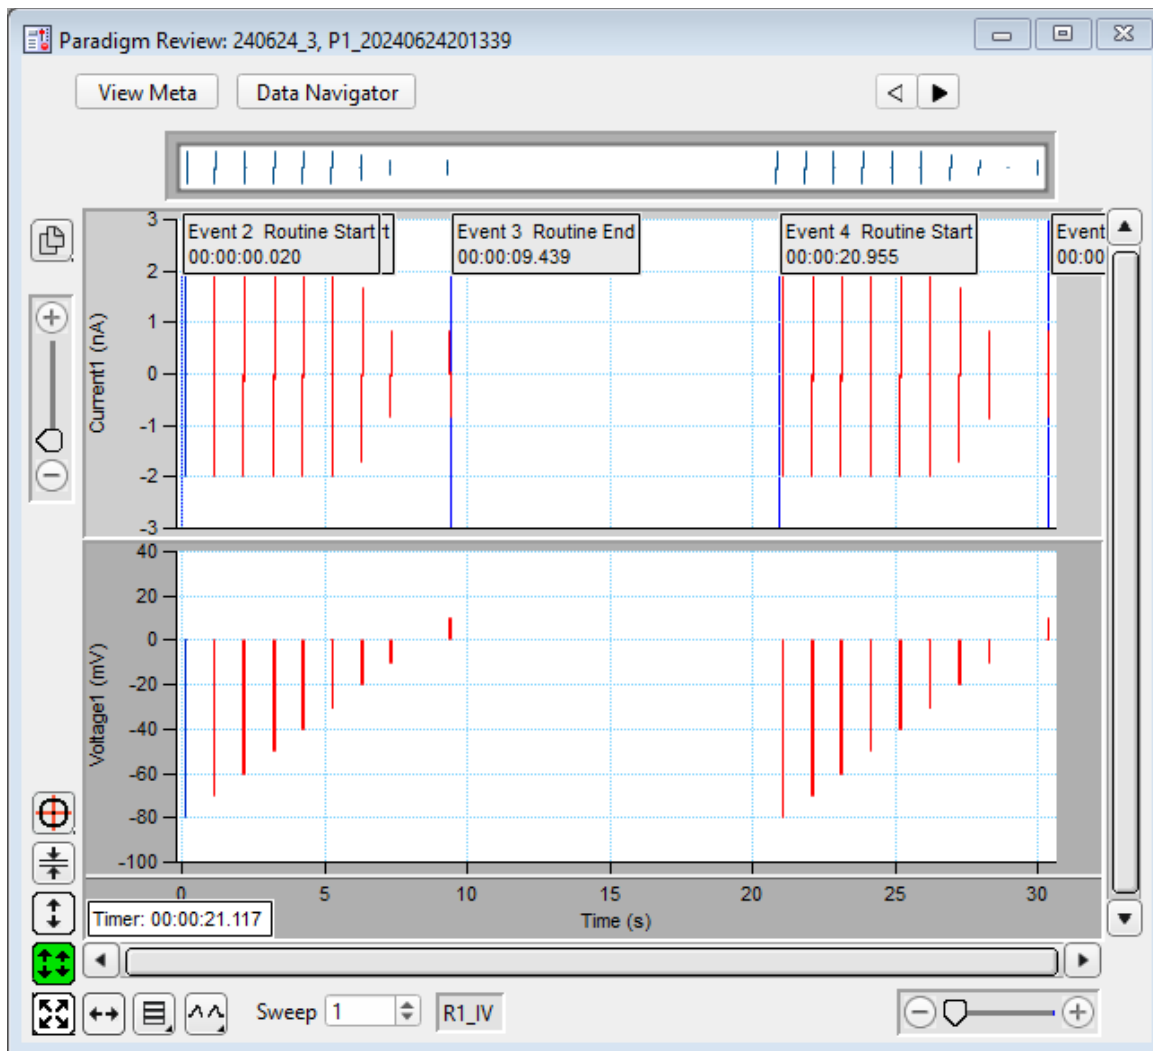 Paradigm Review: 240624_3, P1_20240624201339
View Meta
Data Navigator
Event 2 Routine Start
t
00:00:00.020
Event 3 Routine End
00:00:09.439
Event 4 Routine Start
00:00:20.955
Event
00:00
3
2
1
0
-1
-2
-3
Current1 (nA)
40
20
0
-20
-40
-60
-80
-100
Voltage1 (mV)
0
5
10
15
20
25
30
Timer: 00:00:21.117
Time (s)
Sweep
1
R1_IV